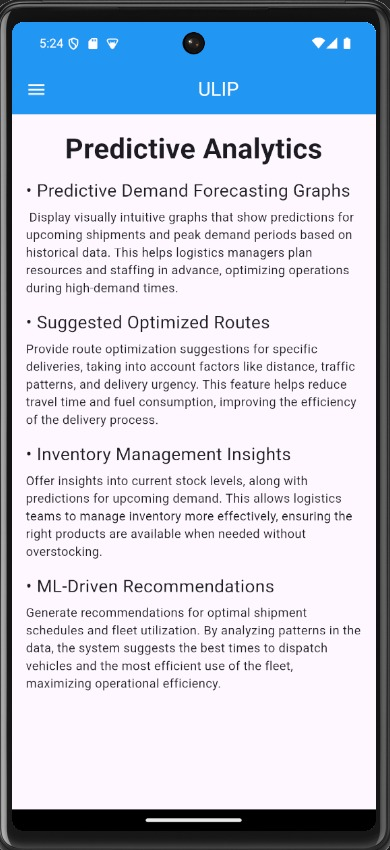 5:24
ULIP
Predictive Analytics
• Predictive Demand Forecasting Graphs
Display visually intuitive graphs that show predictions for
upcoming shipments and peak demand periods based on
historical data. This helps logistics managers plan
resources and staffing in advance, optimizing operations
during high-demand times.
• Suggested Optimized Routes
Provide route optimization suggestions for specific
deliveries, taking into account factors like distance, traffic
patterns, and delivery urgency. This feature helps reduce
travel time and fuel consumption, improving the efficiency
of the delivery process.
• Inventory Management Insights
Offer insights into current stock levels, along with
predictions for upcoming demand. This allows logistics
teams to manage inventory more effectively, ensuring the
right products are available when needed without
overstocking.
• ML-Driven Recommendations
Generate recommendations for optimal shipment
schedules and fleet utilization. By analyzing patterns in the
data, the system suggests the best times to dispatch
vehicles and the most efficient use of the fleet,
maximizing operational efficiency.